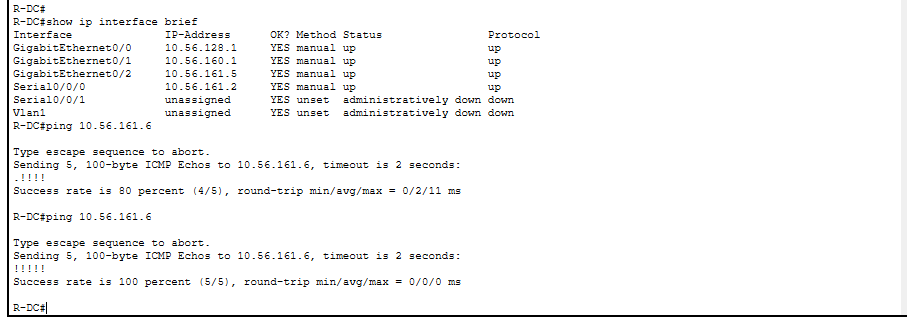 R-DC#
R-DC#show ip interface brief
Interface              IP-Address      OK? Method Status                Protocol
GigabitEthernet0/0     10.56.128.1     YES manual up                    up
GigabitEthernet0/1     10.56.160.1     YES manual up                    up
GigabitEthernet0/2     10.56.161.5     YES manual up                    up
Serial0/0/0            10.56.161.2     YES manual up                    up
Serial0/0/1            unassigned      YES unset  administratively down down
Vlan1                  unassigned      YES unset  administratively down down
R-DC#ping 10.56.161.6

Type escape sequence to abort.
Sending 5, 100-byte ICMP Echos to 10.56.161.6, timeout is 2 seconds:
.!!!!
Success rate is 80 percent (4/5), round-trip min/avg/max = 0/2/11 ms

R-DC#ping 10.56.161.6

Type escape sequence to abort.
Sending 5, 100-byte ICMP Echos to 10.56.161.6, timeout is 2 seconds:
!!!!!
Success rate is 100 percent (5/5), round-trip min/avg/max = 0/0/0 ms

R-DC#